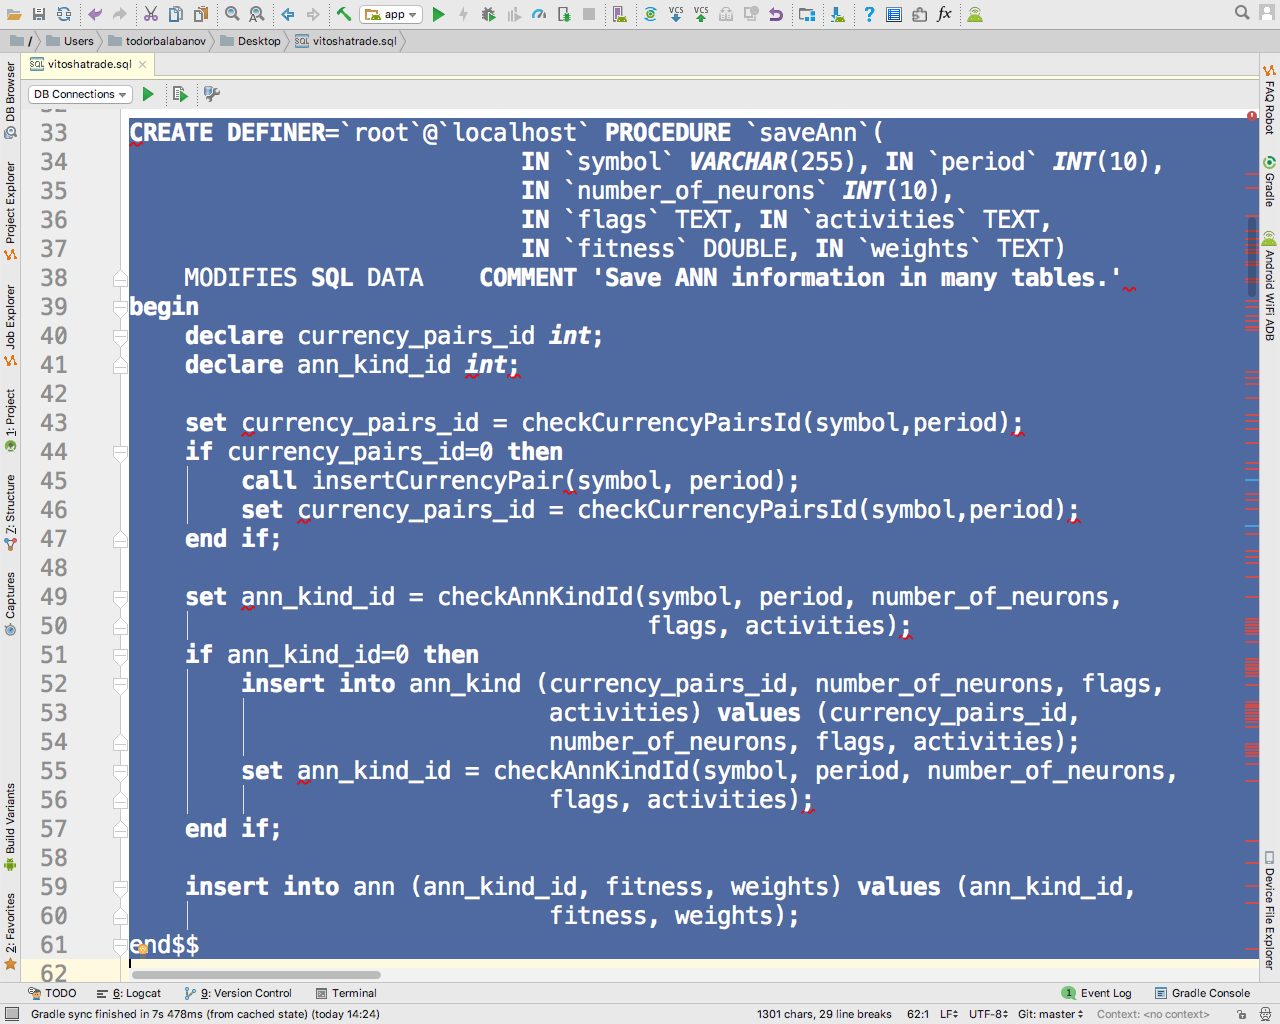 app
VCS
VCS
? fx
/ Users todorbalabanov Desktop vitoshatrade.sql
SQL vitoshatrade.sql
DB Connections
33 CREATE DEFINER=`root`@`localhost` PROCEDURE `saveAnn`(
34 IN `symbol` VARCHAR(255), IN `period` INT(10),
35 IN `number_of_neurons` INT(10),
36 IN `flags` TEXT, IN `activities` TEXT,
37 IN `fitness` DOUBLE, IN `weights` TEXT)
38 MODIFIES SQL DATA COMMENT 'Save ANN information in many tables.'
39 begin
40 declare currency_pairs_id int;
41 declare ann_kind_id int;
42
43 set currency_pairs_id = checkCurrencyPairsId(symbol,period);
44 if currency_pairs_id=0 then
45 call insertCurrencyPair(symbol, period);
46 set currency_pairs_id = checkCurrencyPairsId(symbol,period);
47 end if;
48
49 set ann_kind_id = checkAnnKindId(symbol, period, number_of_neurons,
50 flags, activities);
51 if ann_kind_id=0 then
52 insert into ann_kind (currency_pairs_id, number_of_neurons, flags,
53 activities) values (currency_pairs_id,
54 number_of_neurons, flags, activities);
55 set ann_kind_id = checkAnnKindId(symbol, period, number_of_neurons,
56 flags, activities);
57 end if;
58
59 insert into ann (ann_kind_id, fitness, weights) values (ann_kind_id,
60 fitness, weights);
61 end$$
62
DB Browser
Project Explorer
Job Explorer
1: Project
7: Structure
Captures
Build Variants
2: Favorites
FAQ Robot
Gradle
Android WiFi ADB
Device File Explorer
TODO 6: Logcat 9: Version Control Terminal 1 Event Log Gradle Console
Gradle sync finished in 7s 478ms (from cached state) (today 14:24) 1301 chars, 29 line breaks 62:1 LF UTF-8 Git: master Context: <no context>